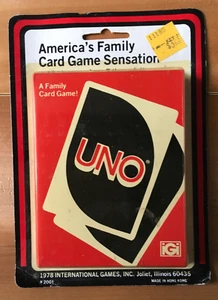 America's Family
Card Game Sensation
A Family
Card Game!
UNO
iGi
1978 INTERNATIONAL GAMES, INC. Joliet, Illinois 60435
# 2001
MADE IN HONG KONG